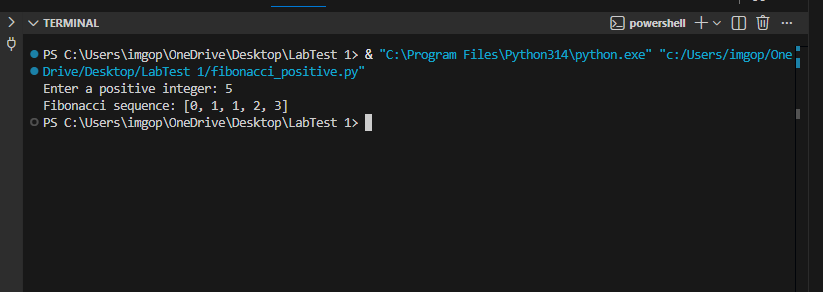 TERMINAL
powershell
PS C:\Users\imgop\OneDrive\Desktop\LabTest 1> & "C:\Program Files\Python314\python.exe" "c:/Users/imgop/One
Drive/Desktop/LabTest 1/fibonacci_positive.py"
Enter a positive integer: 5
Fibonacci sequence: [0, 1, 1, 2, 3]
PS C:\Users\imgop\OneDrive\Desktop\LabTest 1>